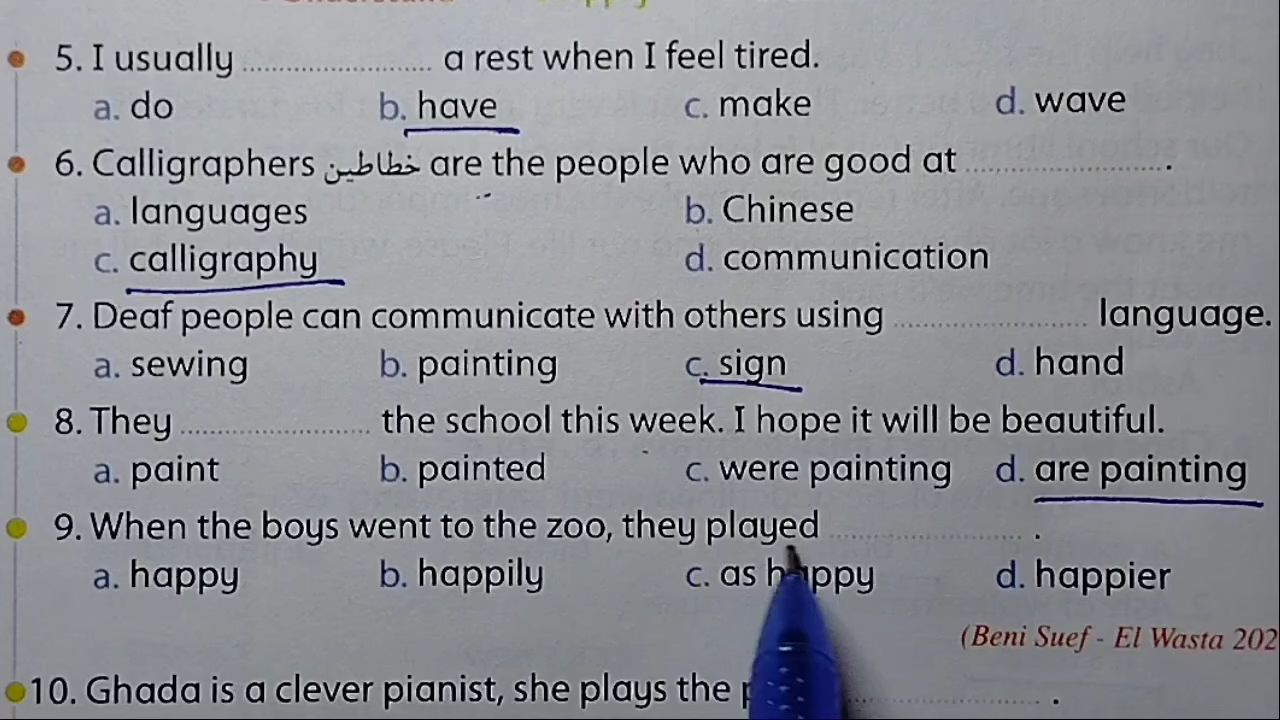 5. I usually ........................ a rest when I feel tired.
a. do b. have c. make d. wave
6. Calligraphers خطاطين are the people who are good at ........................ .
a. languages b. Chinese
c. calligraphy d. communication
7. Deaf people can communicate with others using ........................ language.
a. sewing b. painting c. sign d. hand
8. They ........................ the school this week. I hope it will be beautiful.
a. paint b. painted c. were painting d. are painting
9. When the boys went to the zoo, they played ........................ .
a. happy b. happily c. as happy d. happier
(Beni Suef - El Wasta 202
10. Ghada is a clever pianist, she plays the ........................ .